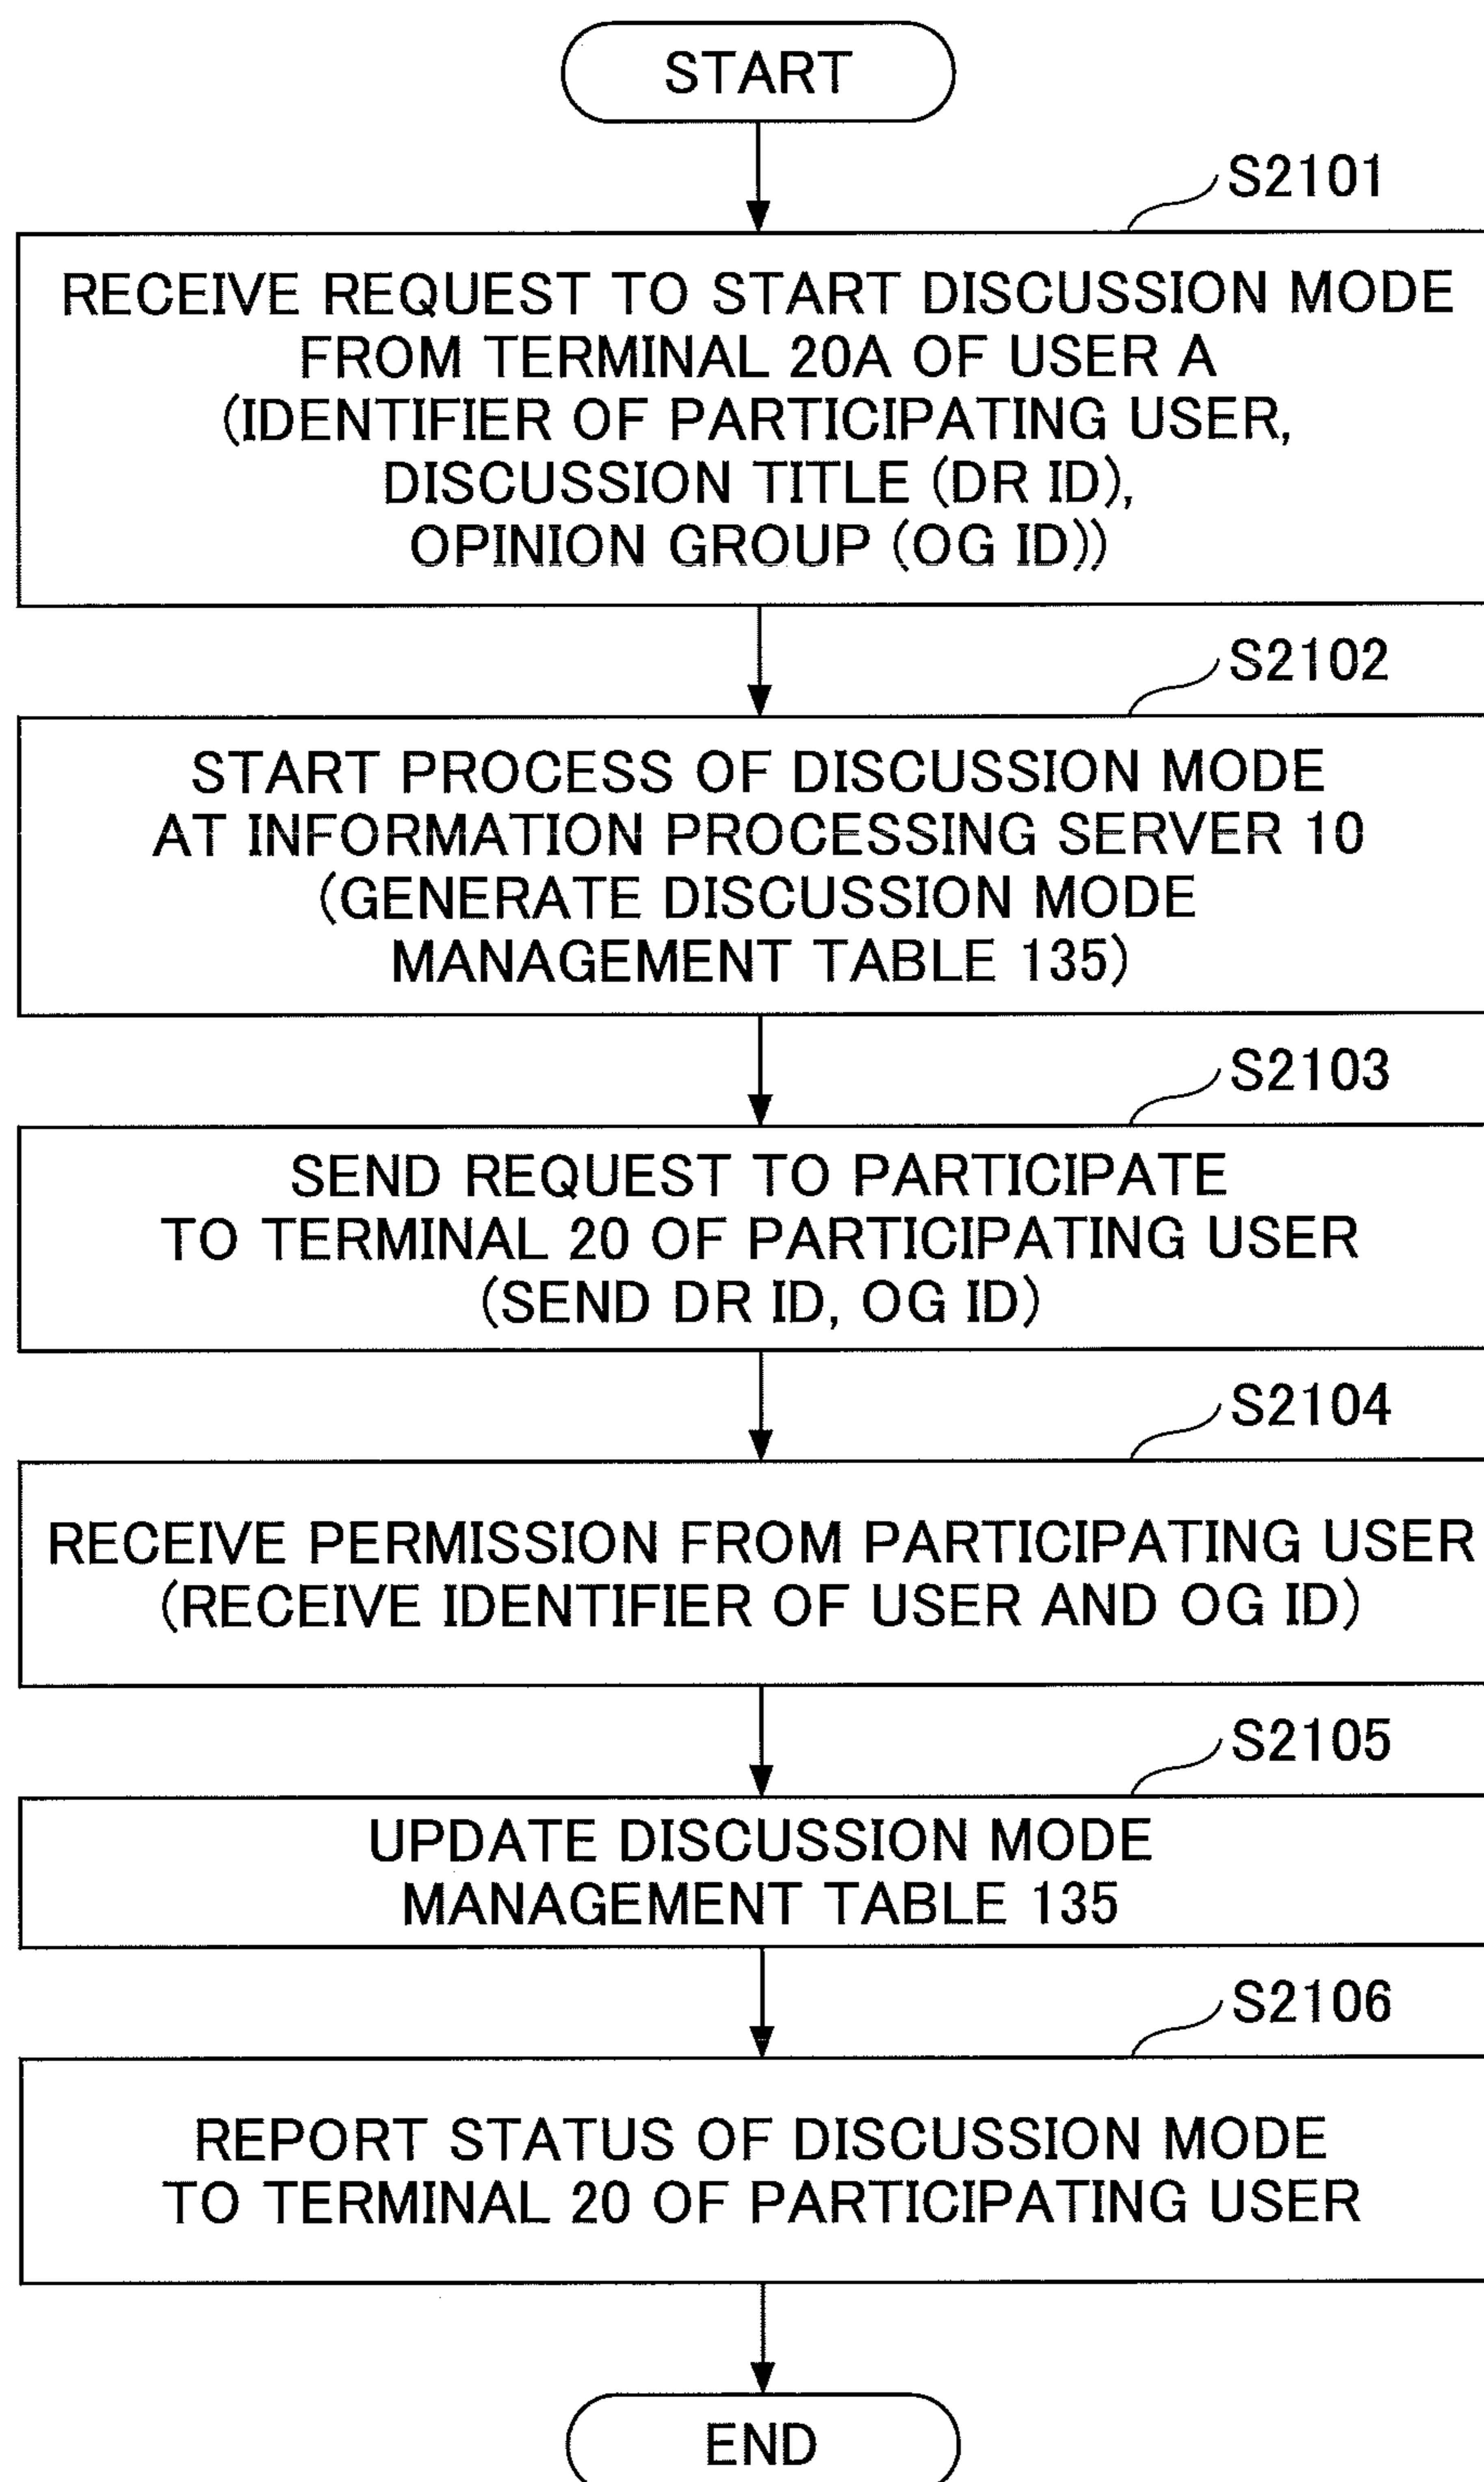 START
S2101
RECEIVE REQUEST TO START DISCUSSION MODE
FROM TERMINAL 20A OF USER A
(IDENTIFIER OF PARTICIPATING USER,
DISCUSSION TITLE (DR ID),
OPINION GROUP (OG ID))
S2102
START PROCESS OF DISCUSSION MODE
AT INFORMATION PROCESSING SERVER 10
(GENERATE DISCUSSION MODE
MANAGEMENT TABLE 135)
S2103
SEND REQUEST TO PARTICIPATE
TO TERMINAL 20 OF PARTICIPATING USER
(SEND DR ID, OG ID)
S2104
RECEIVE PERMISSION FROM PARTICIPATING USER
(RECEIVE IDENTIFIER OF USER AND OG ID)
S2105
UPDATE DISCUSSION MODE
MANAGEMENT TABLE 135
S2106
REPORT STATUS OF DISCUSSION MODE
TO TERMINAL 20 OF PARTICIPATING USER
END